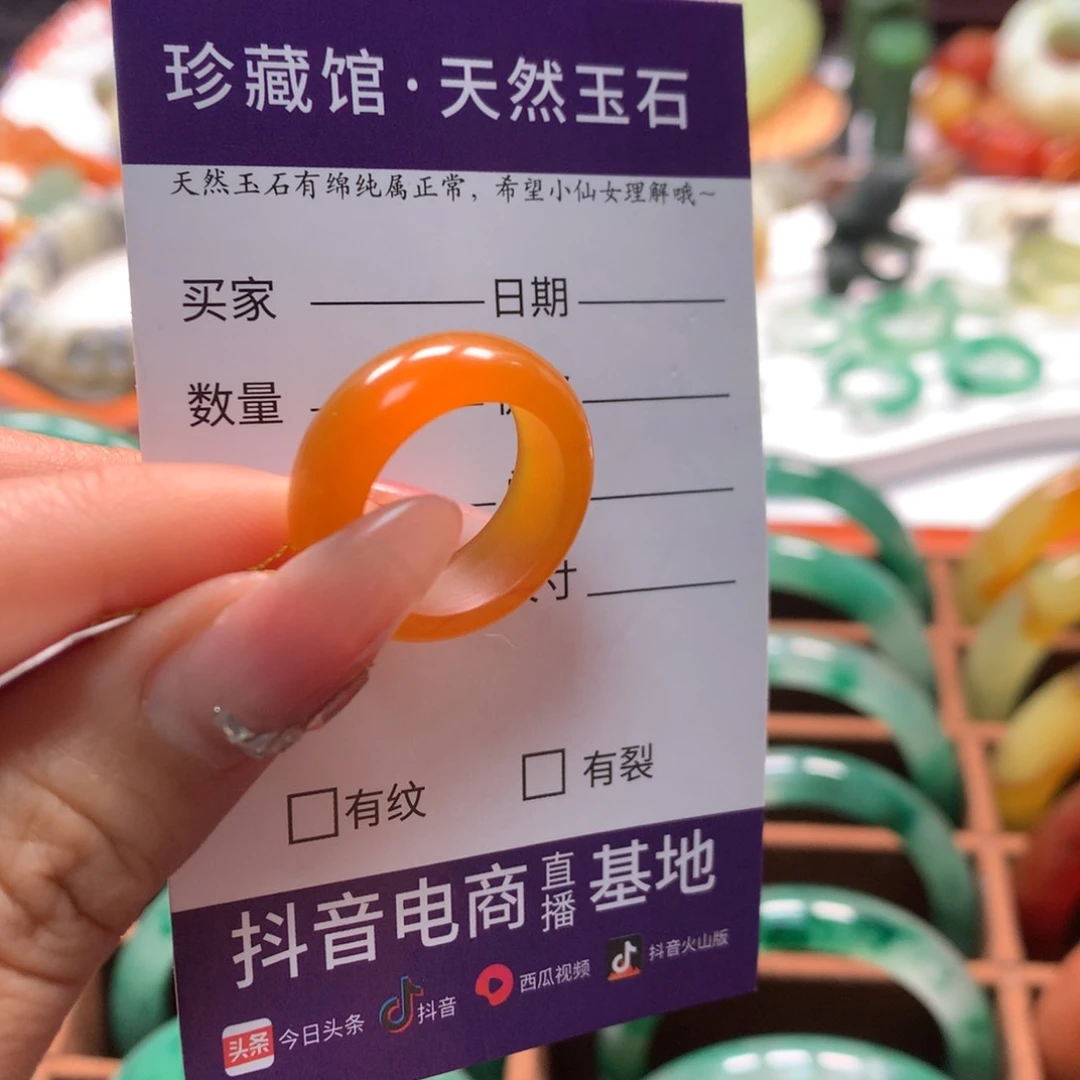 珍藏馆·天然玉石
天然玉石有绵纯属正常，希望小仙女理解哦~
买家 日期
数量
寸
有纹 有裂
抖音电商直播基地
头条 今日头条 抖音 西瓜视频 抖音火山版